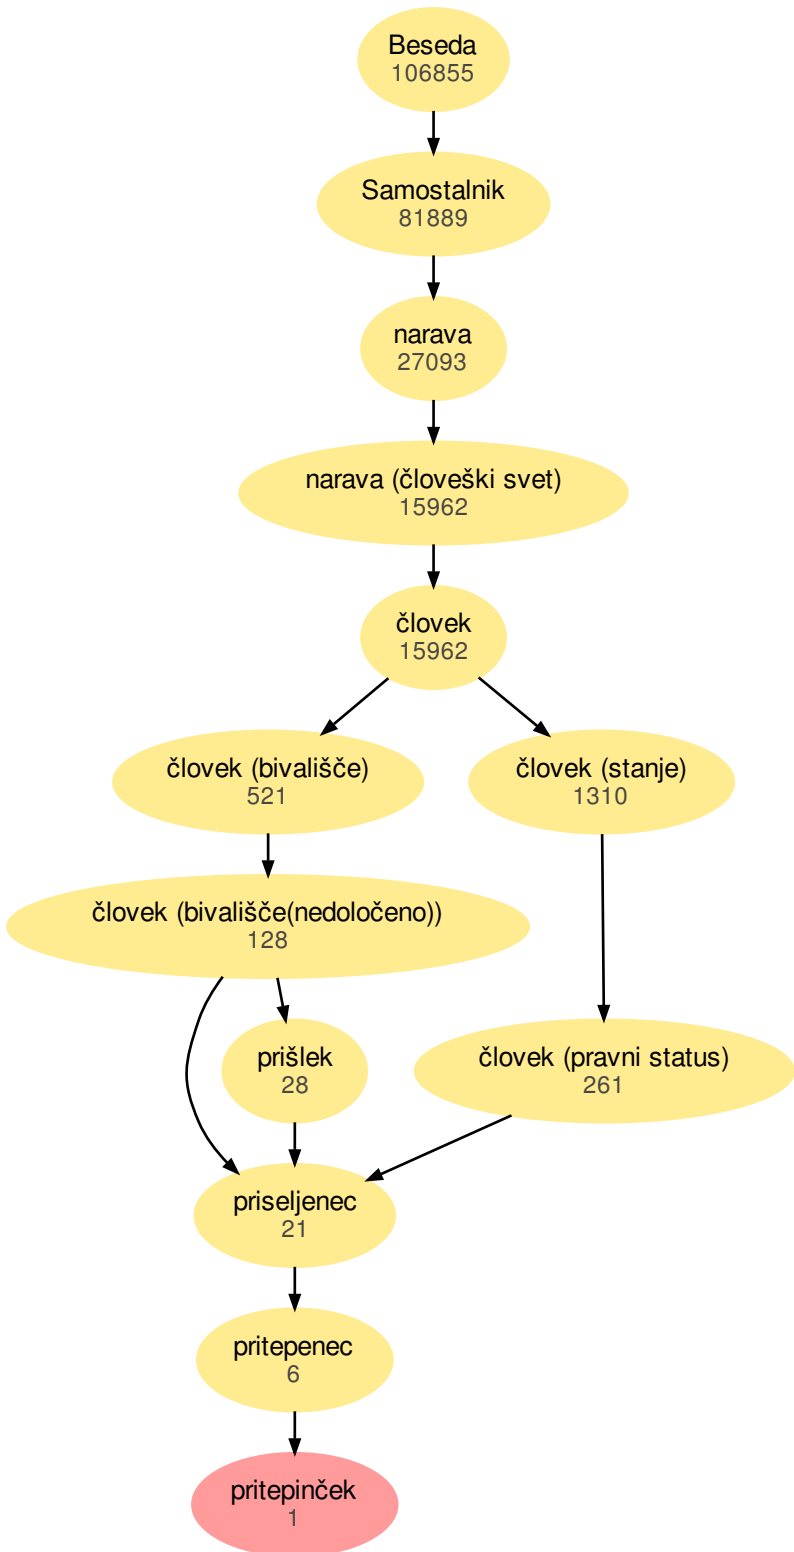 Beseda
106855
Samostalnik
81889
narava
27093
narava (človeški svet)
15962
človek
15962
človek (bivališče)
521
človek (stanje)
1310
človek (bivališče(nedoločeno))
128
prišlek
28
človek (pravni status)
261
priseljenec
21
pritepenec
6
pritepinček
1